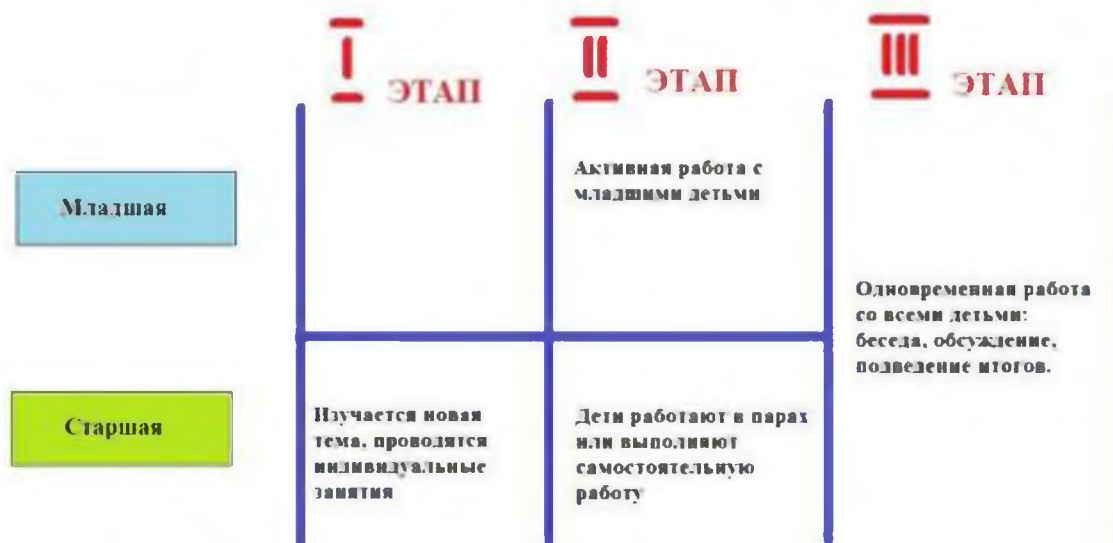 I ЭТАП
II ЭТАП
III ЭТАП
Младшая
Активная работа с
младшими детьми
Одновременная работа
со всеми детьми:
беседа, обсуждение,
подведение итогов.
Старшая
Изучается новая
тема, проводятся
индивидуальные
занятия
Дети работают в парах
или выполняют
самостоятельную
работу